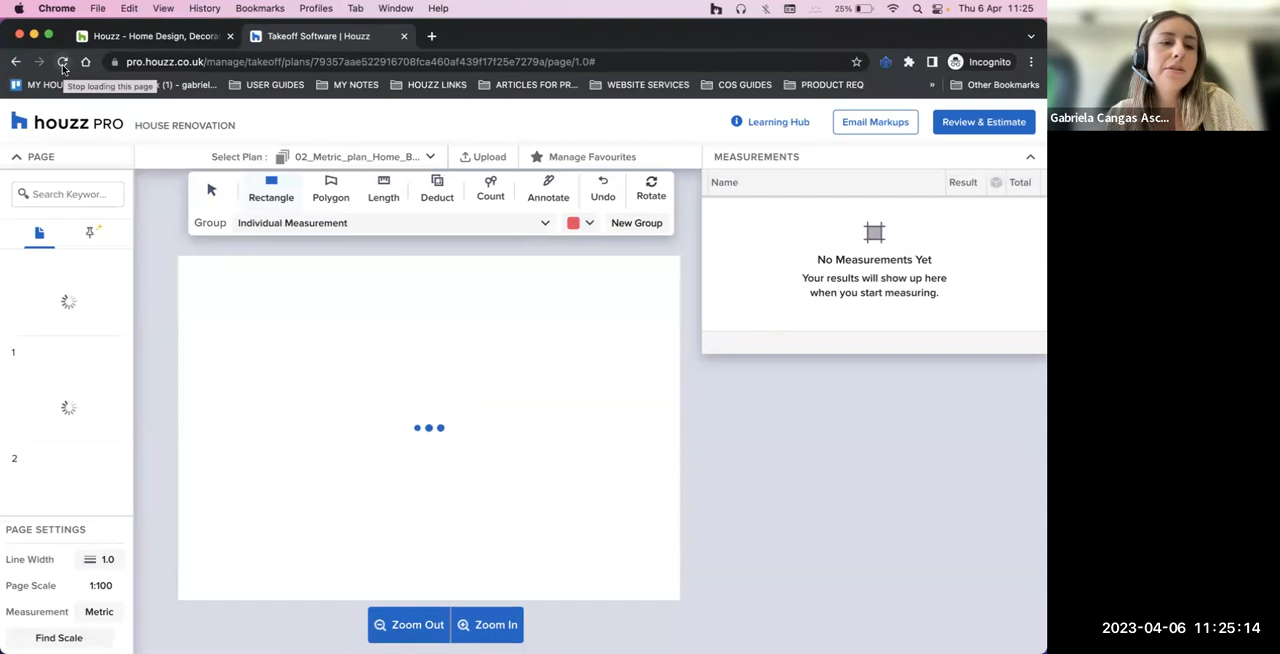 Chrome File Edit View History Bookmarks Profiles Tab Window Help 25% Thu 6 Apr 11:25
Houzz - Home Design, Decora
Takeoff Software | Houzz
pro.houzz.co.uk/manage/takeoff/plans/79357aae522916708fca460af439f17f25e7279a/page/1.0#
Incognito
Stop loading this page
MY HOU (1) - gabriel... USER GUIDES MY NOTES HOUZZ LINKS ARTICLES FOR PR... WEBSITE SERVICES COS GUIDES PRODUCT REQ » Other Bookmarks
houzz PRO HOUSE RENOVATION
Learning Hub Email Markups Review & Estimate
PAGE
Select Plan : 02_Metric_plan_Home_B... Upload Manage Favourites
MEASUREMENTS
Search Keywor...
Rectangle Polygon Length Deduct Count Annotate Undo Rotate
Group Individual Measurement New Group
Name Result Total
No Measurements Yet
Your results will show up here
when you start measuring.
1
2
PAGE SETTINGS
Line Width 1.0
Page Scale 1:100
Measurement Metric
Find Scale
Zoom Out Zoom In
Gabriela Cangas Asc...
2023-04-06 11:25:14